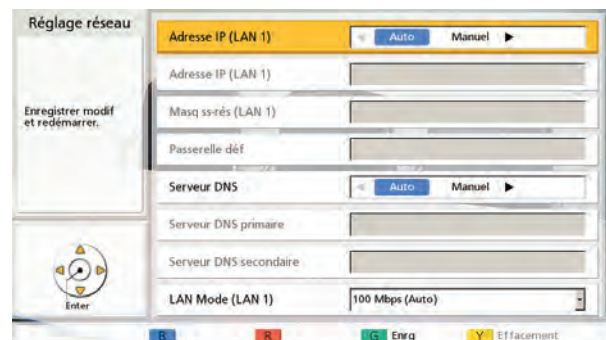 Réglage réseau
Enregistrer modif
et redémarrer.
Enter
Adresse IP (LAN 1) Auto Manuel
Adresse IP (LAN 1)
Masq ss-rés (LAN 1)
Passerelle déf
Serveur DNS Auto Manuel
Serveur DNS primaire
Serveur DNS secondaire
LAN Mode (LAN 1) 100 Mbps (Auto)
B R G Enrg Y Effacement